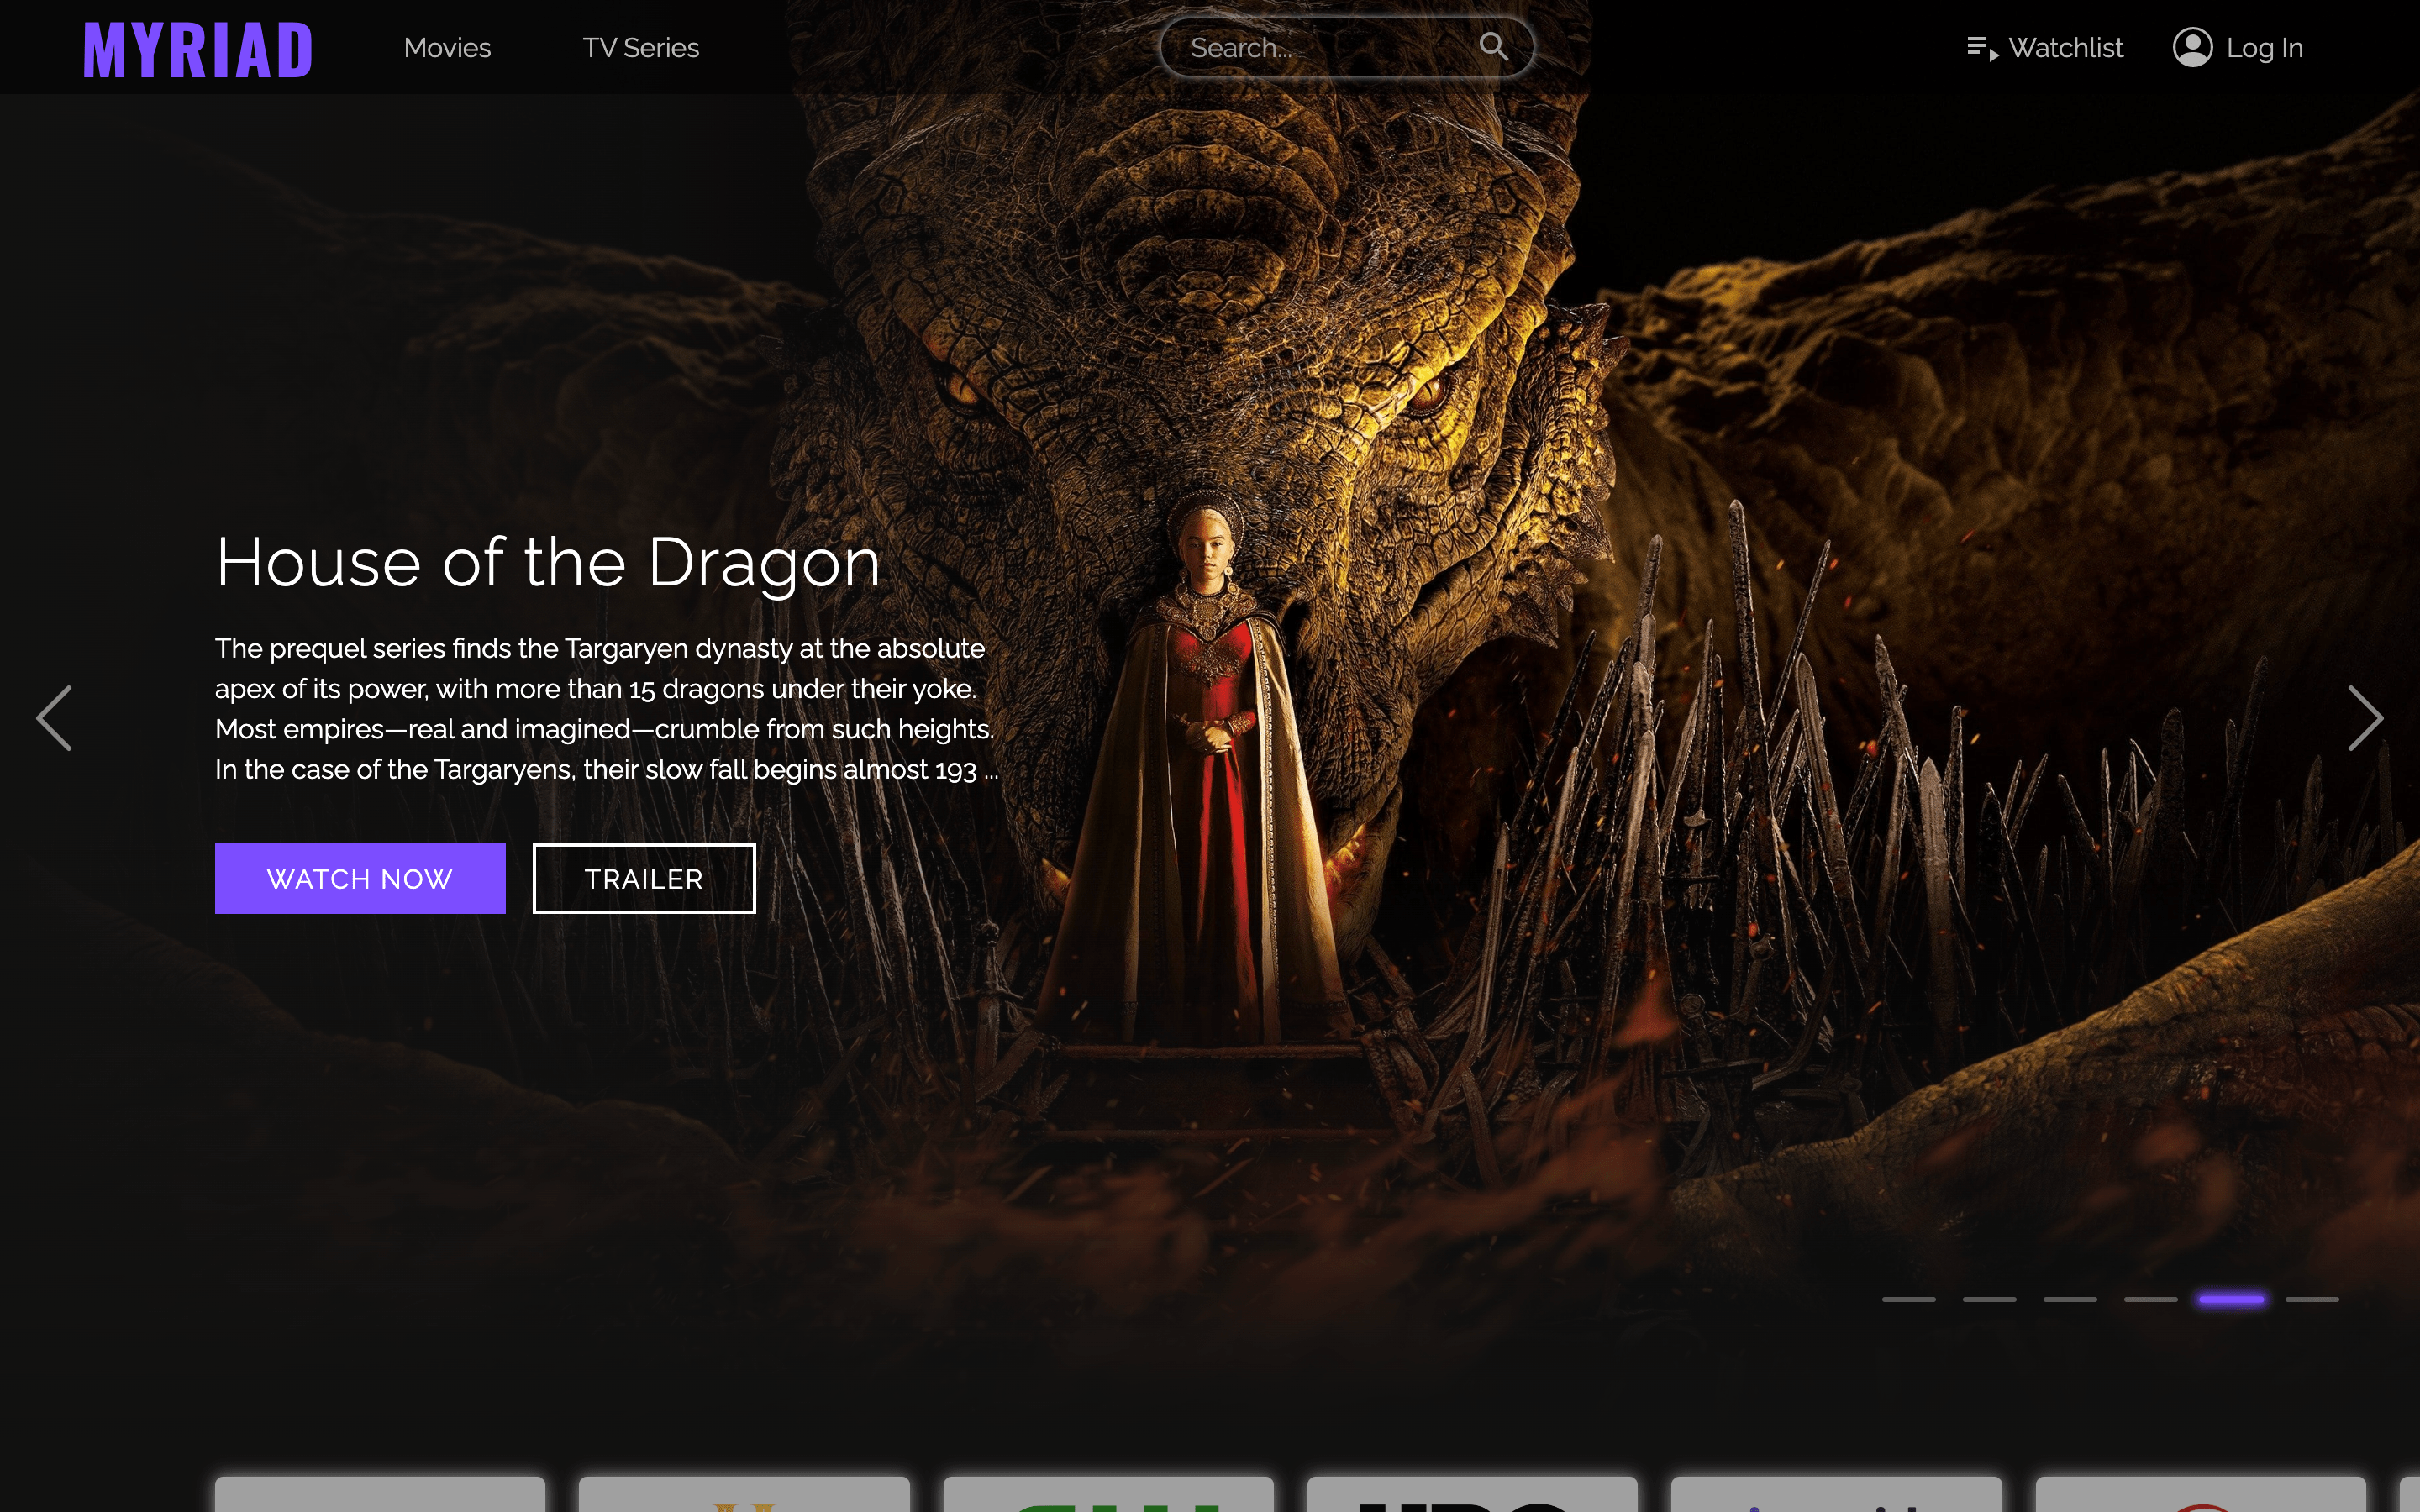 MYRIAD
Movies
TV Series
Search...
Watchlist
Log In
House of the Dragon
The prequel series finds the Targaryen dynasty at the absolute
apex of its power, with more than 15 dragons under their yoke.
Most empires—real and imagined—crumble from such heights.
In the case of the Targaryens, their slow fall begins almost 193 ...
WATCH NOW
TRAILER